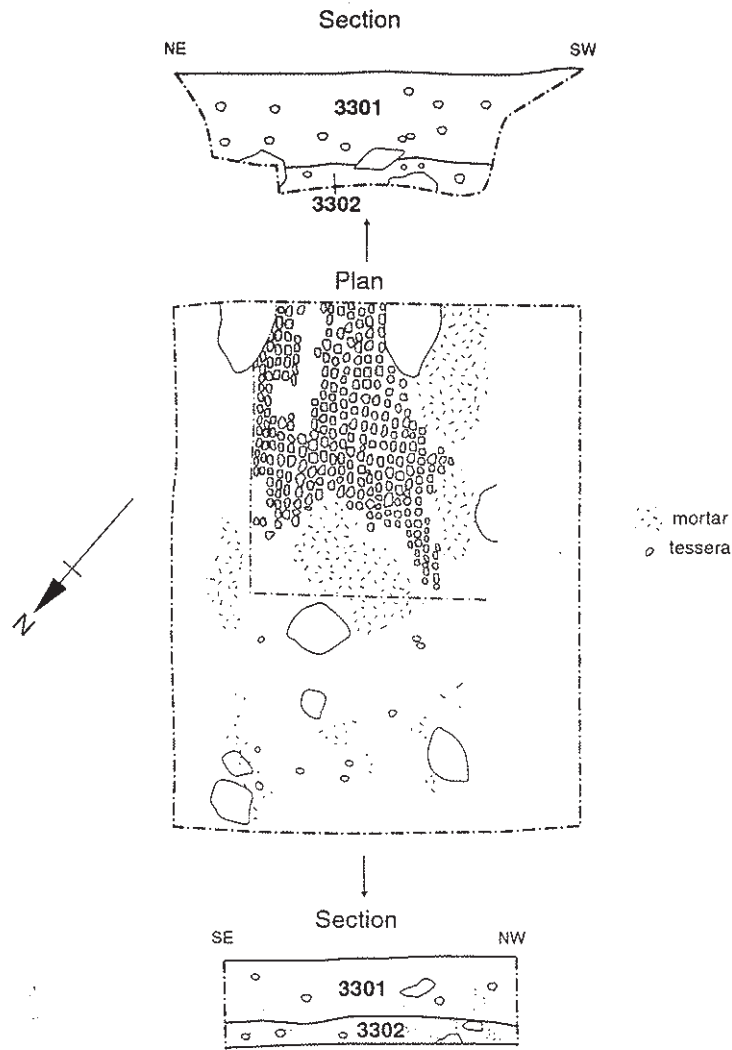 Section
NE SW
3301
3302
Plan
N
mortar
tessera
Section
SE NW
3301
3302